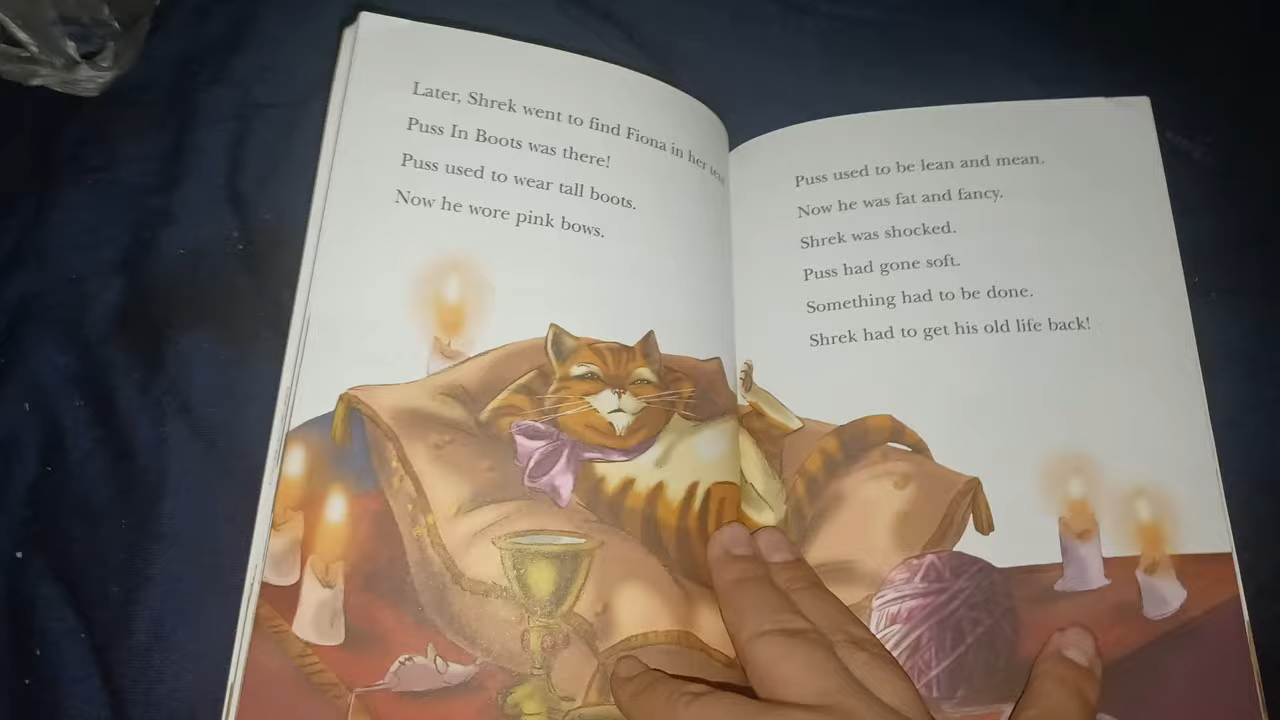 Later, Shrek went to find Fiona in her tent.
Puss In Boots was there!
Puss used to wear tall boots.
Now he wore pink bows.
Puss used to be lean and mean.
Now he was fat and fancy.
Shrek was shocked.
Puss had gone soft.
Something had to be done.
Shrek had to get his old life back!